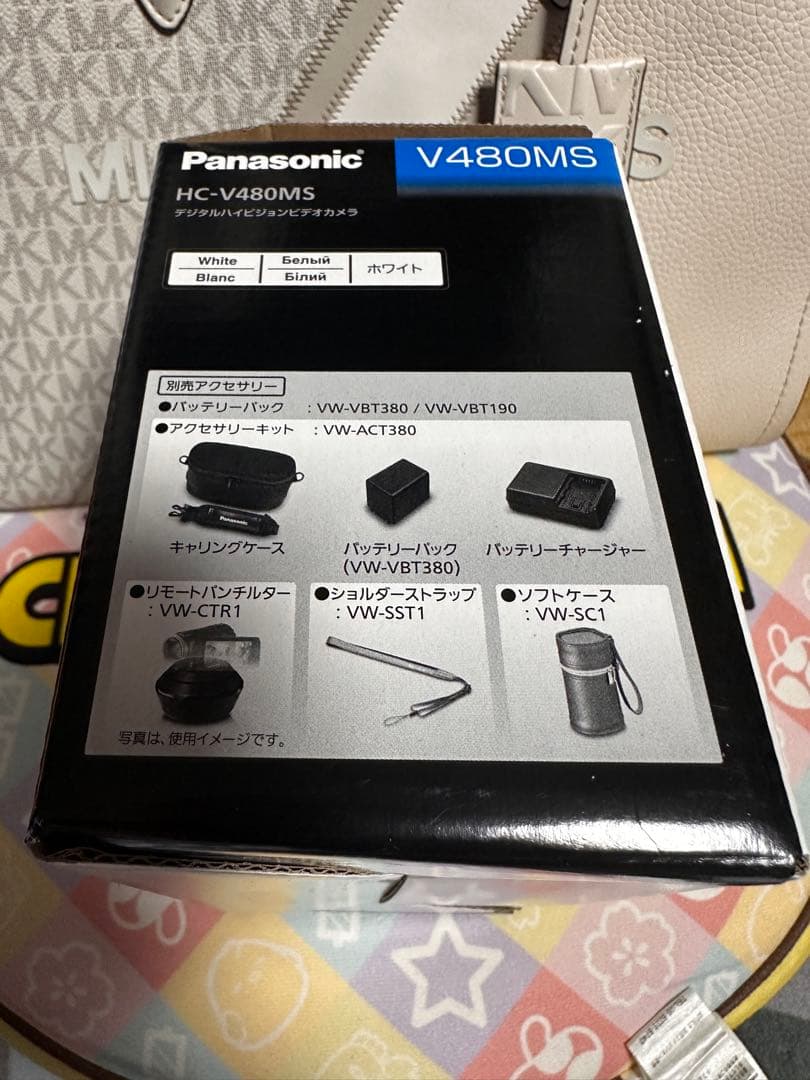 Panasonic
V480MS
HC-V480MS
デジタルハイビジョンビデオカメラ
White
Blanc
Белый
Білий
ホワイト
別売アクセサリー
●バッテリーパック : VW-VBT380 / VW-VBT190
●アクセサリーキット : VW-ACT380
Panasonic
キャリングケース
バッテリーパック
(VW-VBT380)
バッテリーチャージャー
●リモートパンチルター
: VW-CTR1
●ショルダーストラップ
: VW-SST1
●ソフトケース
: VW-SC1
写真は、使用イメージです。